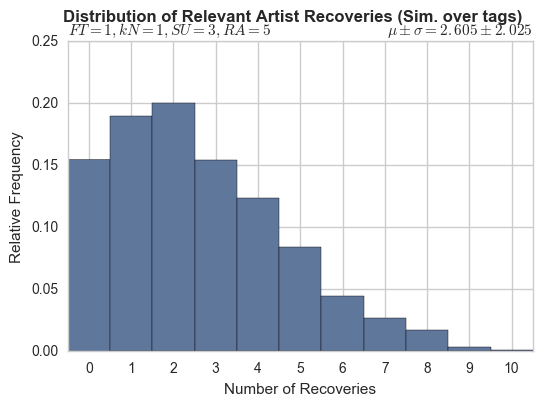 Distribution of Relevant Artist Recoveries (Sim. over tags)
FT = 1, kN = 1, SU = 3, RA = 5
μ ± σ = 2.605 ± 2.025
0.25
0.20
0.15
0.10
0.05
0.00
Relative Frequency
0 1 2 3 4 5 6 7 8 9 10
Number of Recoveries